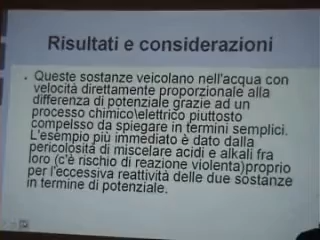 Risultati e considerazioni
. Queste sostanze veicolano nell'acqua con
velocità direttamente proporzionale alla
differenza di potenziale grazie ad un
processo chimico\elettrico piuttosto
compelsso da spiegare in termini semplici.
L'esempio più immediato è dato dalla
pericolosità di miscelare acidi e alkali fra
loro (c'è rischio di reazione violenta)proprio
per l'eccessiva reattività delle due sostanze
in termine di potenziale.